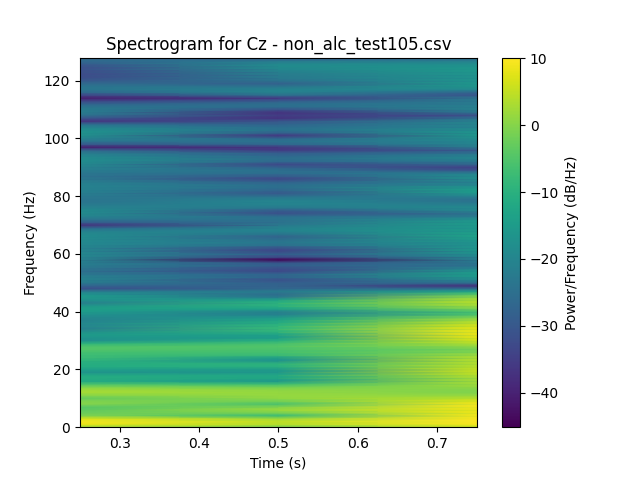 Spectrogram for Cz - non_alc_test105.csv
120
100
80
60
40
20
0
Frequency (Hz)
0.3 0.4 0.5 0.6 0.7
Time (s)
10
0
−10
−20
−30
−40
Power/Frequency (dB/Hz)